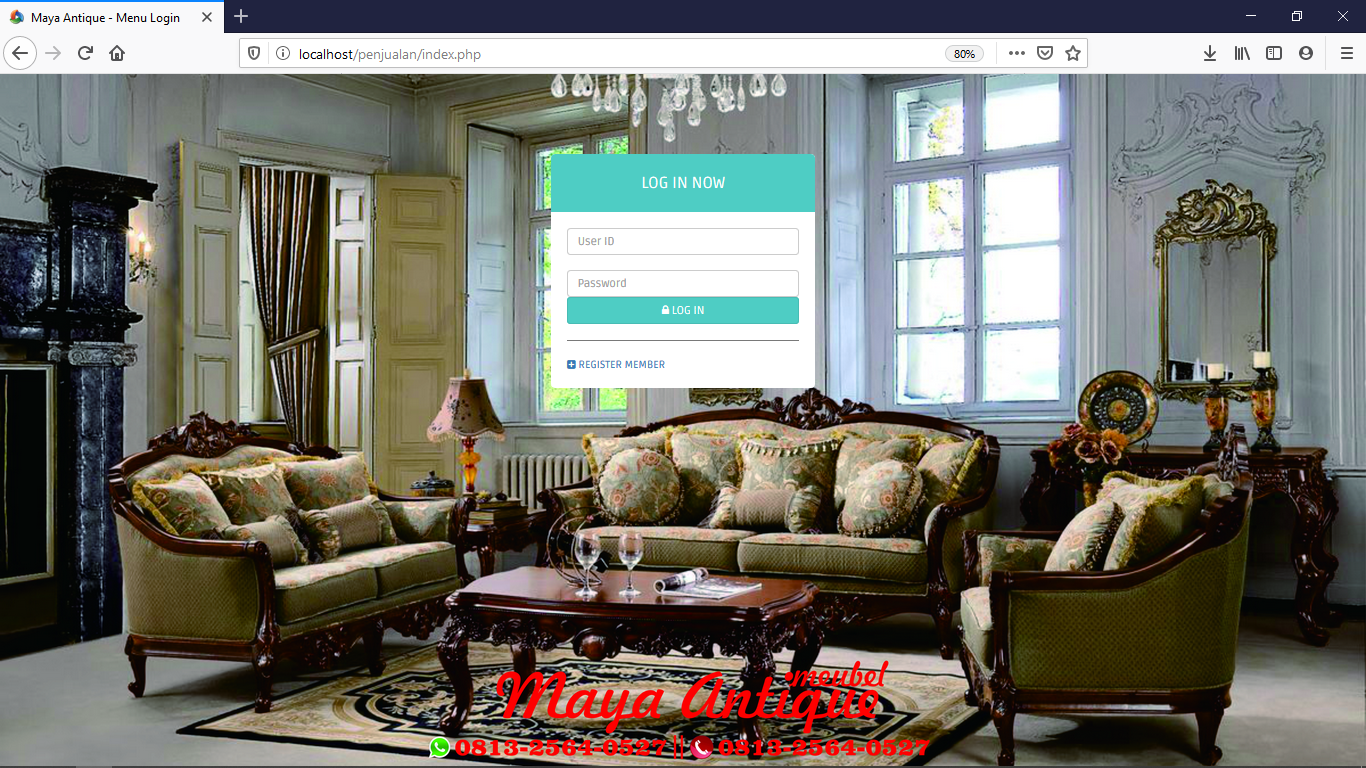 Maya Antique - Menu Login
localhost/penjualan/index.php
80%
LOG IN NOW
User ID
Password
LOG IN
REGISTER MEMBER
meubel
Maya Antique
0813-2564-0527 || 0813-2564-0527